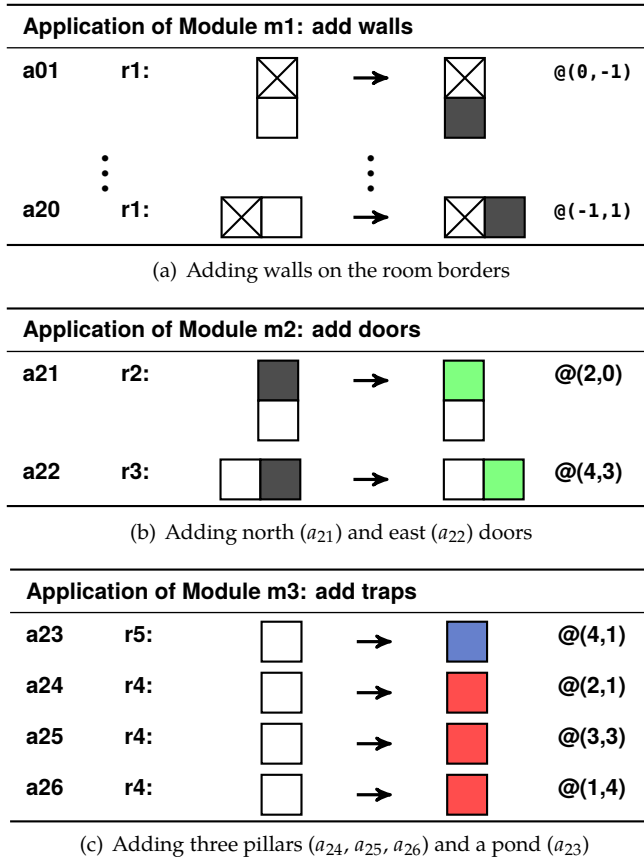 Application of Module m1: add walls
a01 r1: @(0,-1)
a20 r1: @(-1,1)
(a) Adding walls on the room borders
Application of Module m2: add doors
a21 r2: @(2,0)
a22 r3: @(4,3)
(b) Adding north (a21) and east (a22) doors
Application of Module m3: add traps
a23 r5: @(4,1)
a24 r4: @(2,1)
a25 r4: @(3,3)
a26 r4: @(1,4)
(c) Adding three pillars (a24, a25, a26) and a pond (a23)